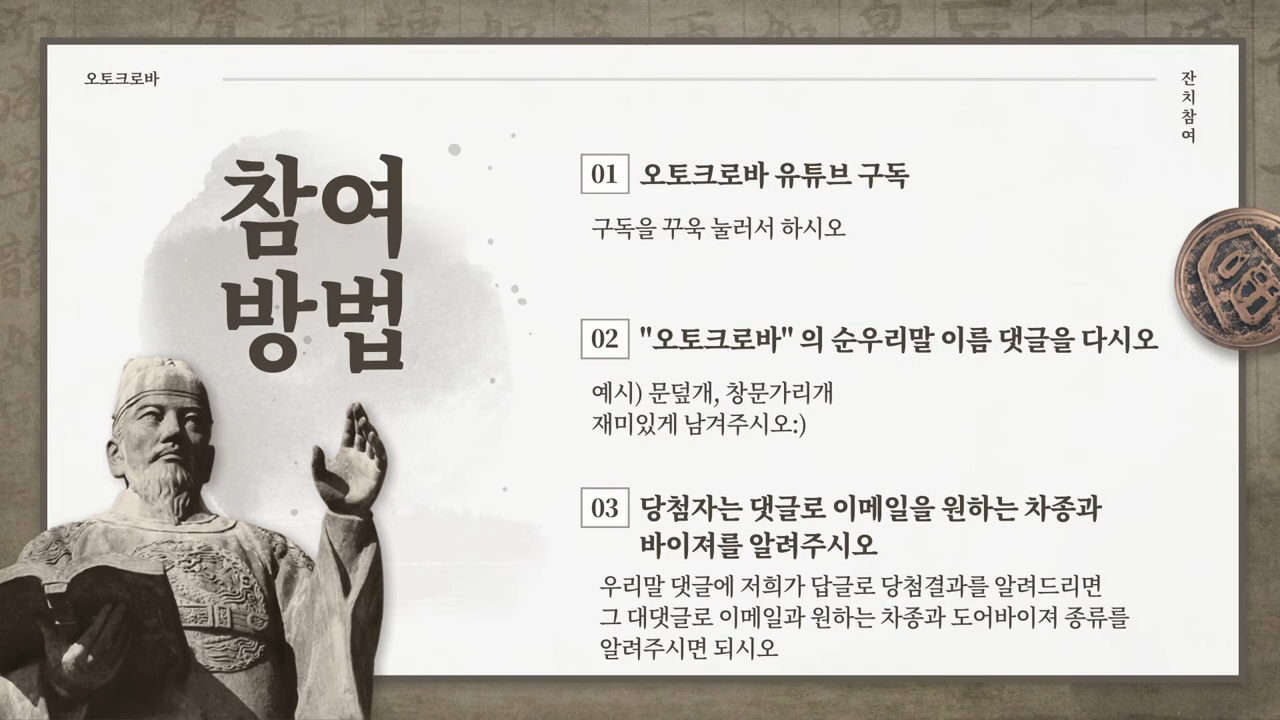 오토크로바
잔치참여
참여
방법
01 오토크로바 유튜브 구독
구독을 꾸욱 눌러서 하시오
02 "오토크로바" 의 순우리말 이름 댓글을 다시오
예시) 문덮개, 창문가리개
재미있게 남겨주시오:)
03 당첨자는 댓글로 이메일을 원하는 차종과
바이져를 알려주시오
우리말 댓글에 저희가 답글로 당첨결과를 알려드리면
그 대댓글로 이메일과 원하는 차종과 도어바이져 종류를
알려주시면 되시오